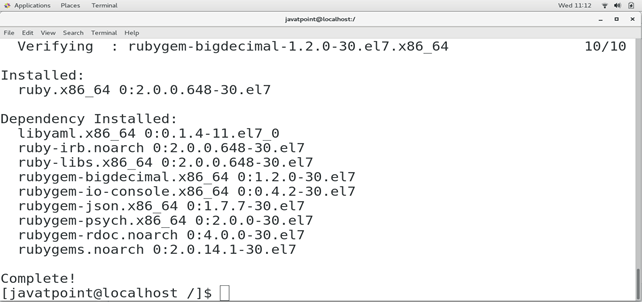 Applications Places Terminal Wed 11:12
javatpoint@localhost:/
File Edit View Search Terminal Help
Verifying : rubygem-bigdecimal-1.2.0-30.el7.x86_64 10/10
Installed:
ruby.x86_64 0:2.0.0.648-30.el7
Dependency Installed:
libyaml.x86_64 0:0.1.4-11.el7_0
ruby-irb.noarch 0:2.0.0.648-30.el7
ruby-libs.x86_64 0:2.0.0.648-30.el7
rubygem-bigdecimal.x86_64 0:1.2.0-30.el7
rubygem-io-console.x86_64 0:0.4.2-30.el7
rubygem-json.x86_64 0:1.7.7-30.el7
rubygem-psych.x86_64 0:2.0.0-30.el7
rubygem-rdoc.noarch 0:4.0.0-30.el7
rubygems.noarch 0:2.0.14.1-30.el7
Complete!
[javatpoint@localhost /]$